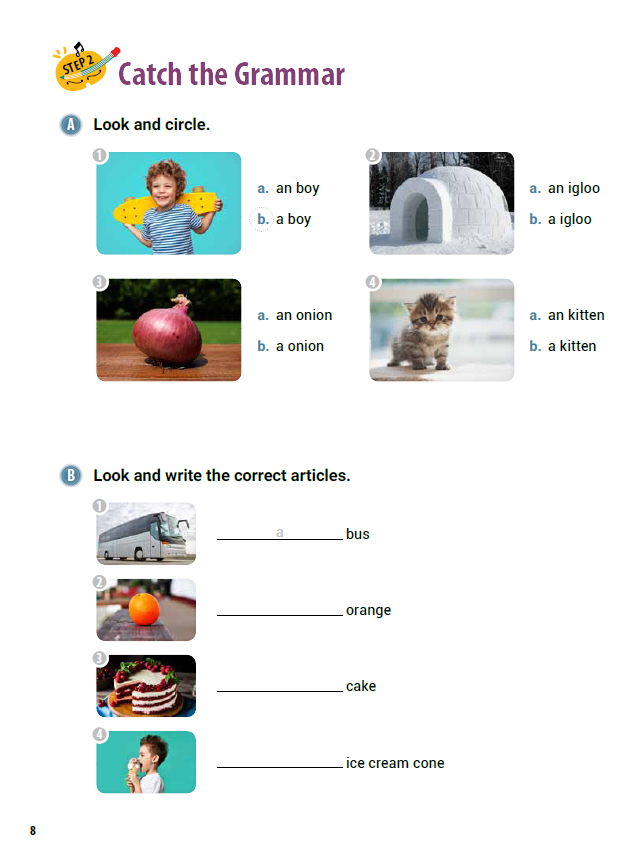 STEP 2
Catch the Grammar
A Look and circle.
1
a. an boy
b. a boy
2
a. an igloo
b. a igloo
3
a. an onion
b. a onion
4
a. an kitten
b. a kitten
B Look and write the correct articles.
1
a bus
2
orange
3
cake
4
ice cream cone
8